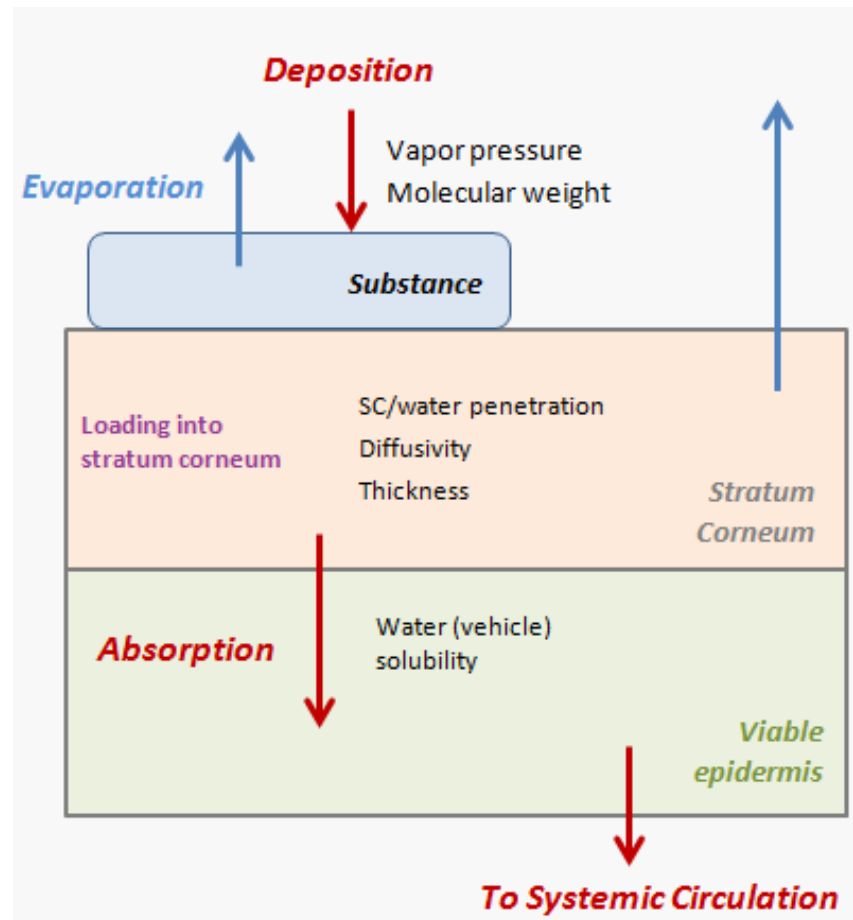 Deposition
Vapor pressure
Molecular weight
Evaporation
Substance
SC/water penetration
Diffusivity
Thickness
Loading into
stratum corneum
Stratum
Corneum
Water (vehicle)
solubility
Absorption
Viable
epidermis
To Systemic Circulation